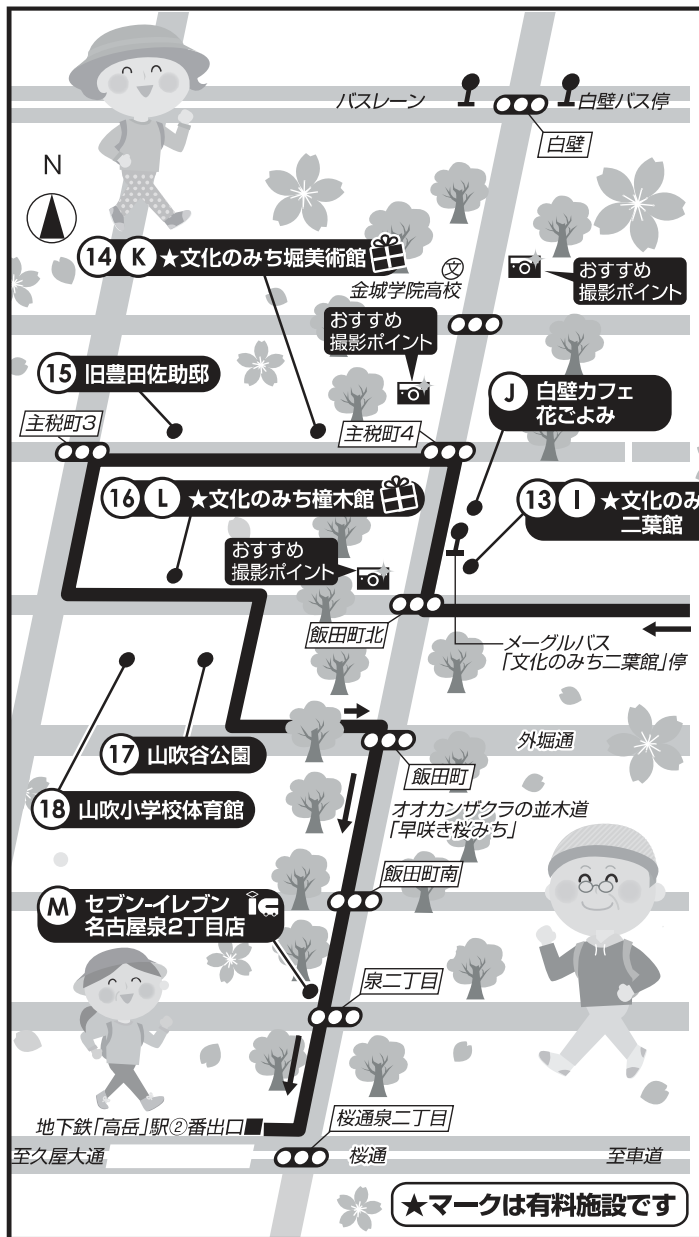 バスレーン
白壁バス停
白壁
N
14 K ★文化のみち堀美術館
文
金城学院高校
おすすめ
撮影ポイント
おすすめ
撮影ポイント
15 旧豊田佐助邸
J 白壁カフェ
花ごよみ
主税町3
主税町4
16 L ★文化のみち橦木館
13 I ★文化のみ
二葉館
おすすめ
撮影ポイント
飯田町北
メーグルバス
「文化のみち二葉館」停
17 山吹谷公園
外堀通
飯田町
18 山吹小学校体育館
オオカンザクラの並木道
「早咲き桜みち」
飯田町南
M セブン-イレブン
名古屋泉2丁目店
泉二丁目
地下鉄「高岳」駅②番出口
桜通泉二丁目
至久屋大通
桜通
至車道
★マークは有料施設です